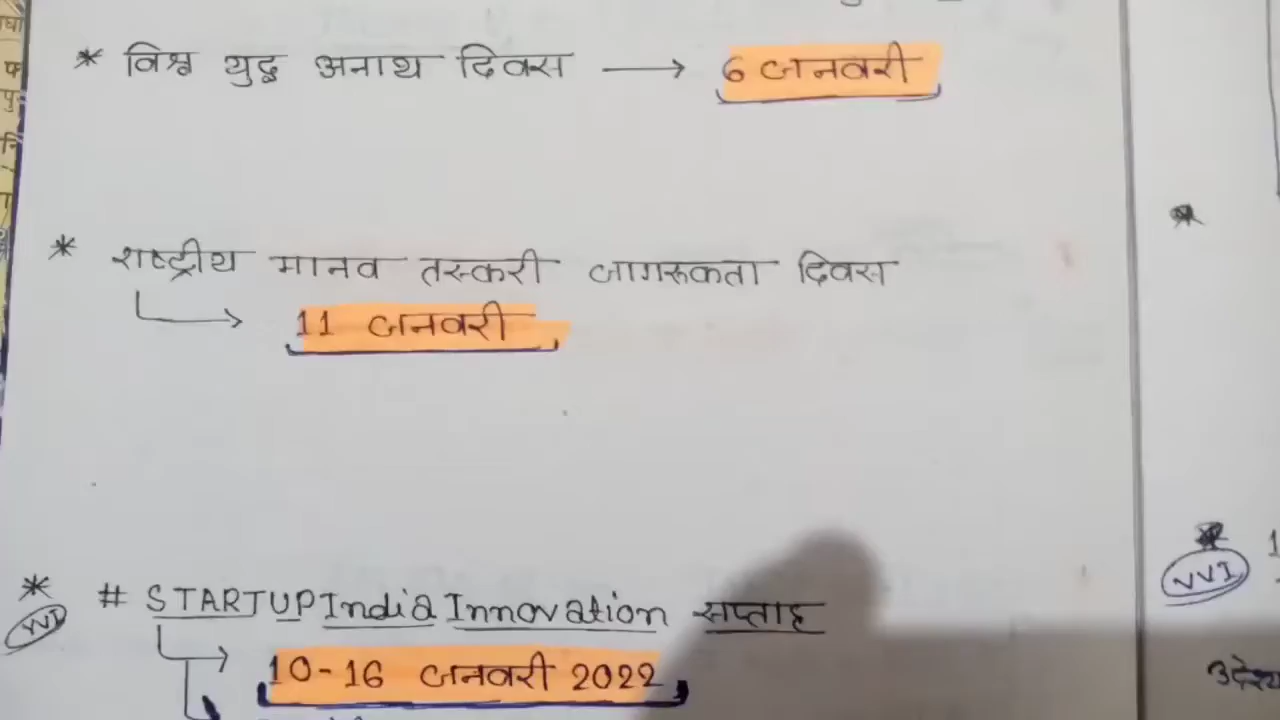 * विश्व युद्ध अनाथ दिवस → 6 जनवरी
* राष्ट्रीय मानव तस्करी जागरूकता दिवस
→ 11 जनवरी
* # STARTUP India Innovation सप्ताह
VVI
→ 10-16 जनवरी 2022
*
*
VVI
उदेश्य